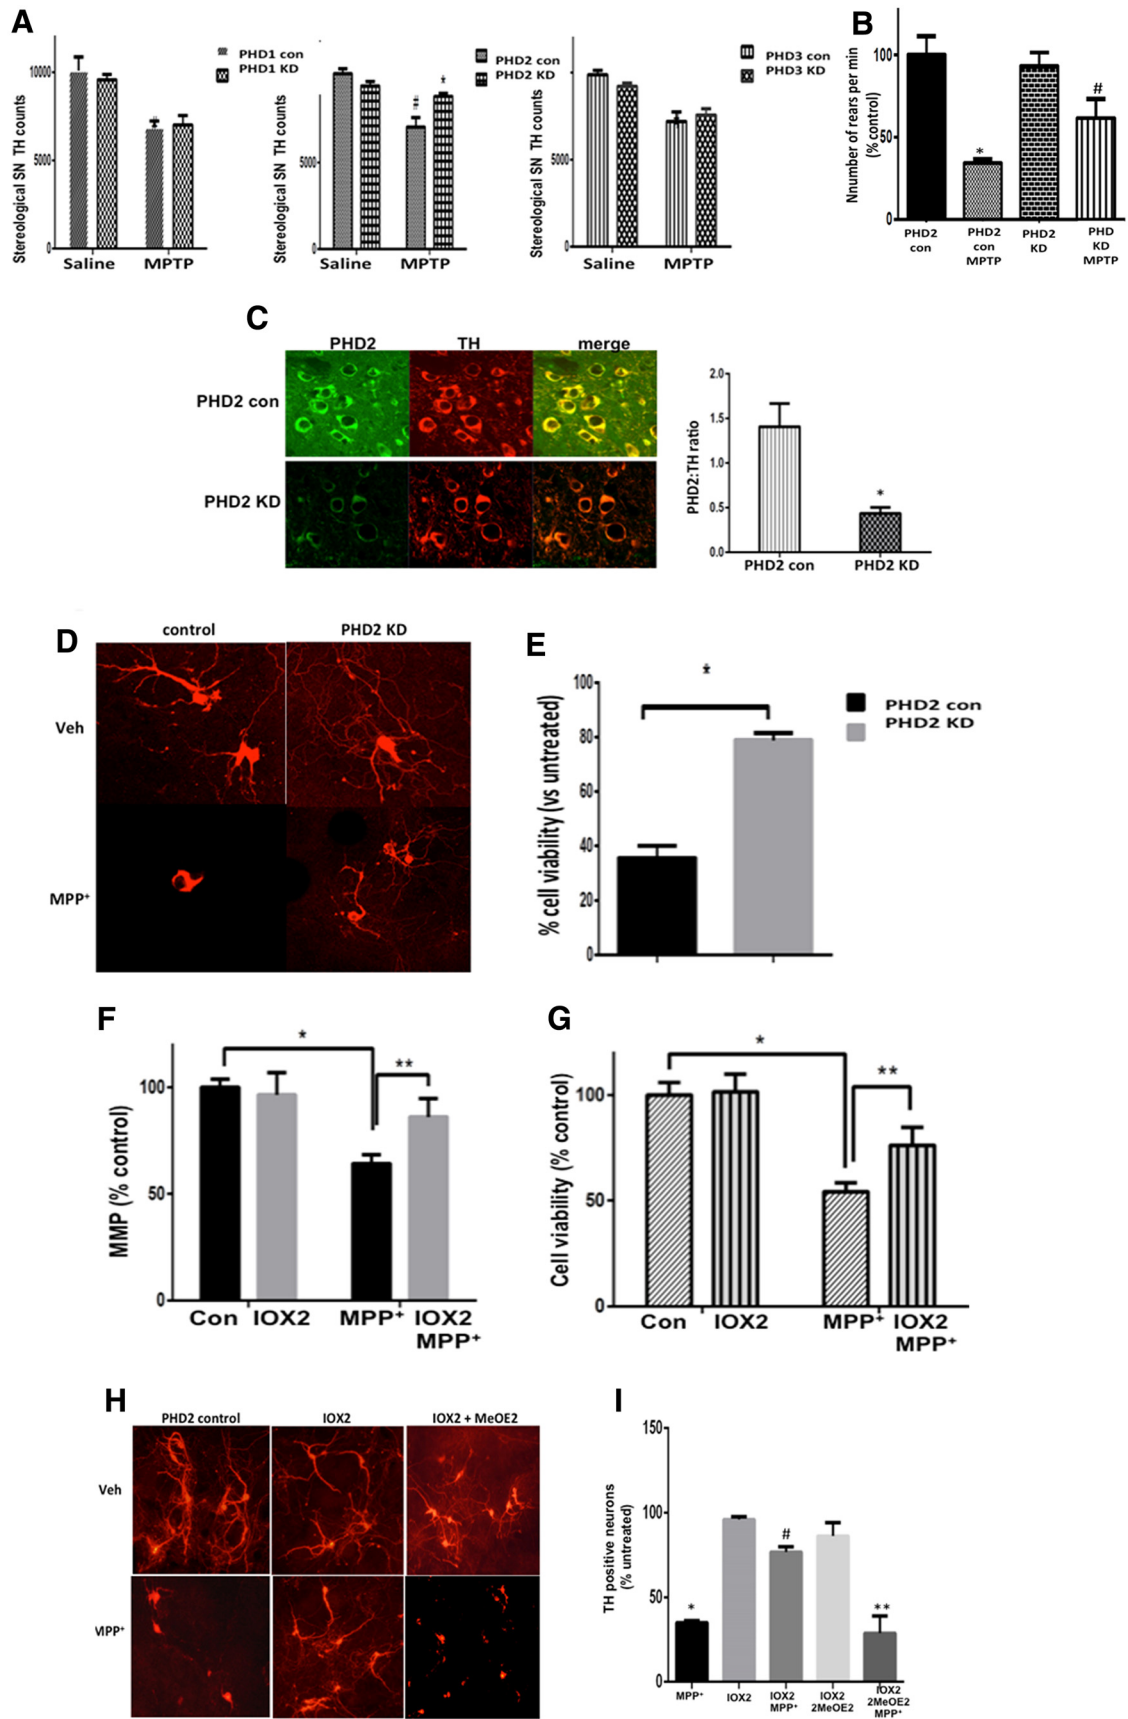 A
PHD1 con
PHD1 KD
Stereological SN TH counts
10000
5000
0
Saline
MPTP
PHD2 con
PHD2 KD
Stereological SN TH counts
#
*
5000
0
Saline
MPTP
PHD3 con
PHD3 KD
Stereological SN TH counts
5000
0
Saline
MPTP
B
Nnumber of rears per min
(% control)
100
50
0
*
#
PHD2
con
PHD2
con
MPTP
PHD2
KD
PHD
KD
MPTP
C
PHD2
TH
merge
PHD2 con
PHD2 KD
PHD2:TH ratio
2.0
1.5
1.0
0.5
0.0
*
PHD2 con
PHD2 KD
D
control
PHD2 KD
Veh
MPP+
E
% cell viability (vs untreated)
100
80
60
40
20
0
*
PHD2 con
PHD2 KD
F
MMP (% control)
100
50
0
*
**
Con
IOX2
MPP+
IOX2
MPP+
G
Cell viability (% control)
100
50
0
*
**
Con
IOX2
MPP+
IOX2
MPP+
H
PHD2 control
IOX2
IOX2 + MeOE2
Veh
MPP+
I
TH positive neurons
(% untreated)
150
100
50
0
*
#
**
MPP+
IOX2
IOX2
MPP+
IOX2
2MeOE2
IOX2
2MeOE2
MPP+